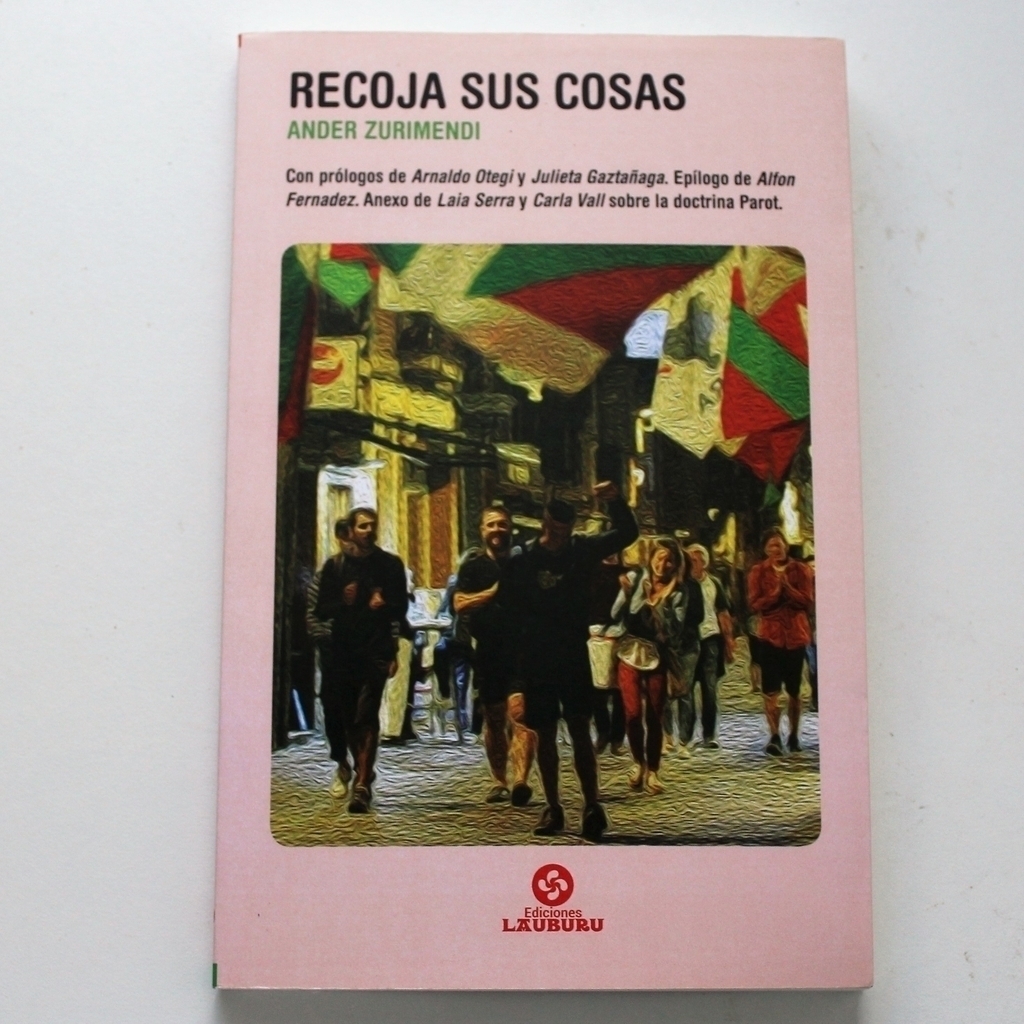 RECOJA SUS COSAS
ANDER ZURIMENDI
Con prólogos de Arnaldo Otegi y Julieta Gaztañaga. Epílogo de Alfon
Fernadez. Anexo de Laia Serra y Carla Vall sobre la doctrina Parot.
Ediciones
LAUBURU